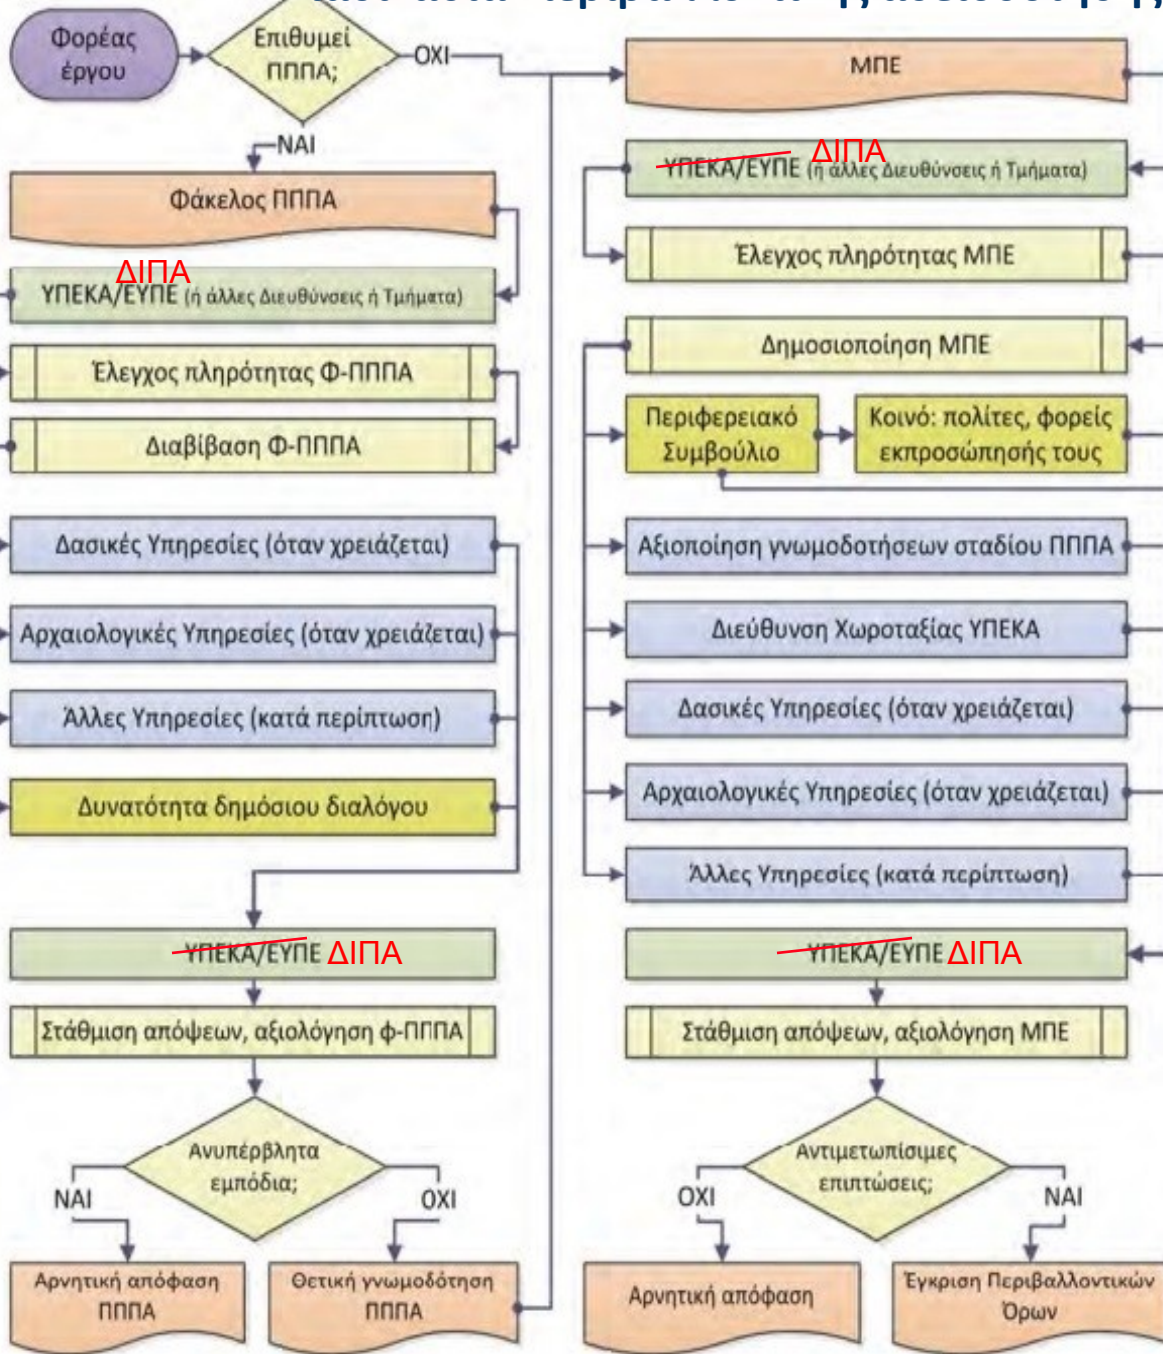 Φορέας
έργου
Επιθυμεί
ΠΠΠΑ;
ΟΧΙ
ΝΑΙ
Φάκελος ΠΠΠΑ
ΔΙΠΑ
ΥΠΕΚΑ/ΕΥΠΕ (ή άλλες Διευθύνσεις ή Τμήματα)
Έλεγχος πληρότητας Φ-ΠΠΠΑ
Διαβίβαση Φ-ΠΠΠΑ
Δασικές Υπηρεσίες (όταν χρειάζεται)
Αρχαιολογικές Υπηρεσίες (όταν χρειάζεται)
Άλλες Υπηρεσίες (κατά περίπτωση)
Δυνατότητα δημόσιου διαλόγου
ΥΠΕΚΑ/ΕΥΠΕ ΔΙΠΑ
Στάθμιση απόψεων, αξιολόγηση φ-ΠΠΠΑ
Ανυπέρβλητα
εμπόδια;
ΝΑΙ
ΟΧΙ
Αρνητική απόφαση
ΠΠΠΑ
Θετική γνωμοδότηση
ΠΠΠΑ
ΜΠΕ
ΔΙΠΑ
ΥΠΕΚΑ/ΕΥΠΕ (ή άλλες Διευθύνσεις ή Τμήματα)
Έλεγχος πληρότητας ΜΠΕ
Δημοσιοποίηση ΜΠΕ
Περιφερειακό
Συμβούλιο
Κοινό: πολίτες, φορείς
εκπροσώπησής τους
Αξιοποίηση γνωμοδοτήσεων σταδίου ΠΠΠΑ
Διεύθυνση Χωροταξίας ΥΠΕΚΑ
Δασικές Υπηρεσίες (όταν χρειάζεται)
Αρχαιολογικές Υπηρεσίες (όταν χρειάζεται)
Άλλες Υπηρεσίες (κατά περίπτωση)
ΥΠΕΚΑ/ΕΥΠΕ ΔΙΠΑ
Στάθμιση απόψεων, αξιολόγηση ΜΠΕ
Αντιμετωπίσιμες
επιπτώσεις;
ΟΧΙ
ΝΑΙ
Αρνητική απόφαση
Έγκριση Περιβαλλοντικών
Όρων